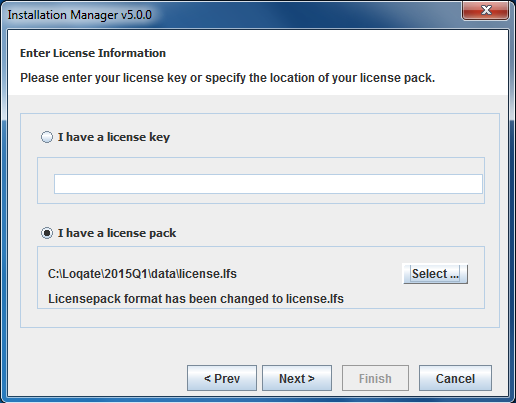 Installation Manager v5.0.0
Enter License Information
Please enter your license key or specify the location of your license pack.
I have a license key
I have a license pack
C:\Loqate\2015Q1\data\license.lfs
Select ...
Licensepack format has been changed to license.lfs
< Prev
Next >
Finish
Cancel